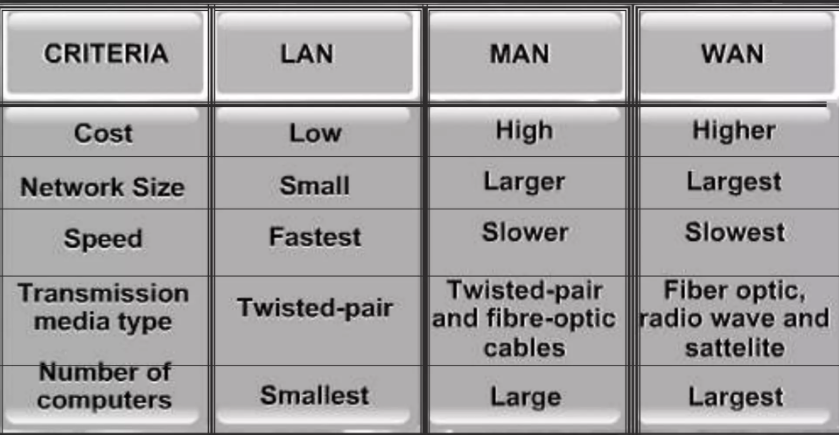 CRITERIA LAN MAN WAN
Cost Low High Higher
Network Size Small Larger Largest
Speed Fastest Slower Slowest
Transmission
media type
Twisted-pair
Twisted-pair
and fibre-optic
cables
Fiber optic,
radio wave and
sattelite
Number of
computers
Smallest Large Largest